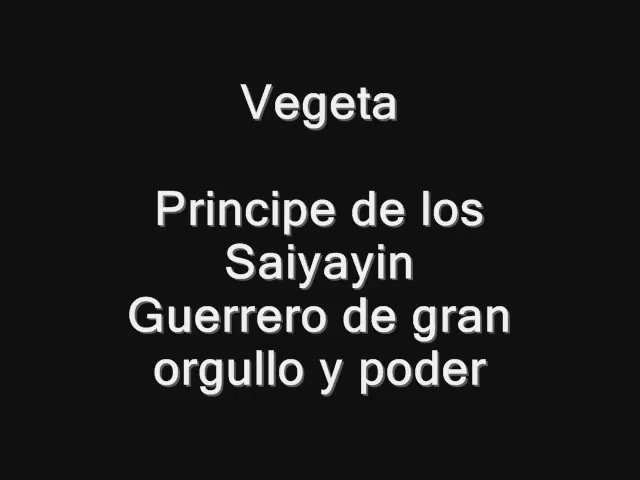 Vegeta
Principe de los
Saiyayin
Guerrero de gran
orgullo y poder